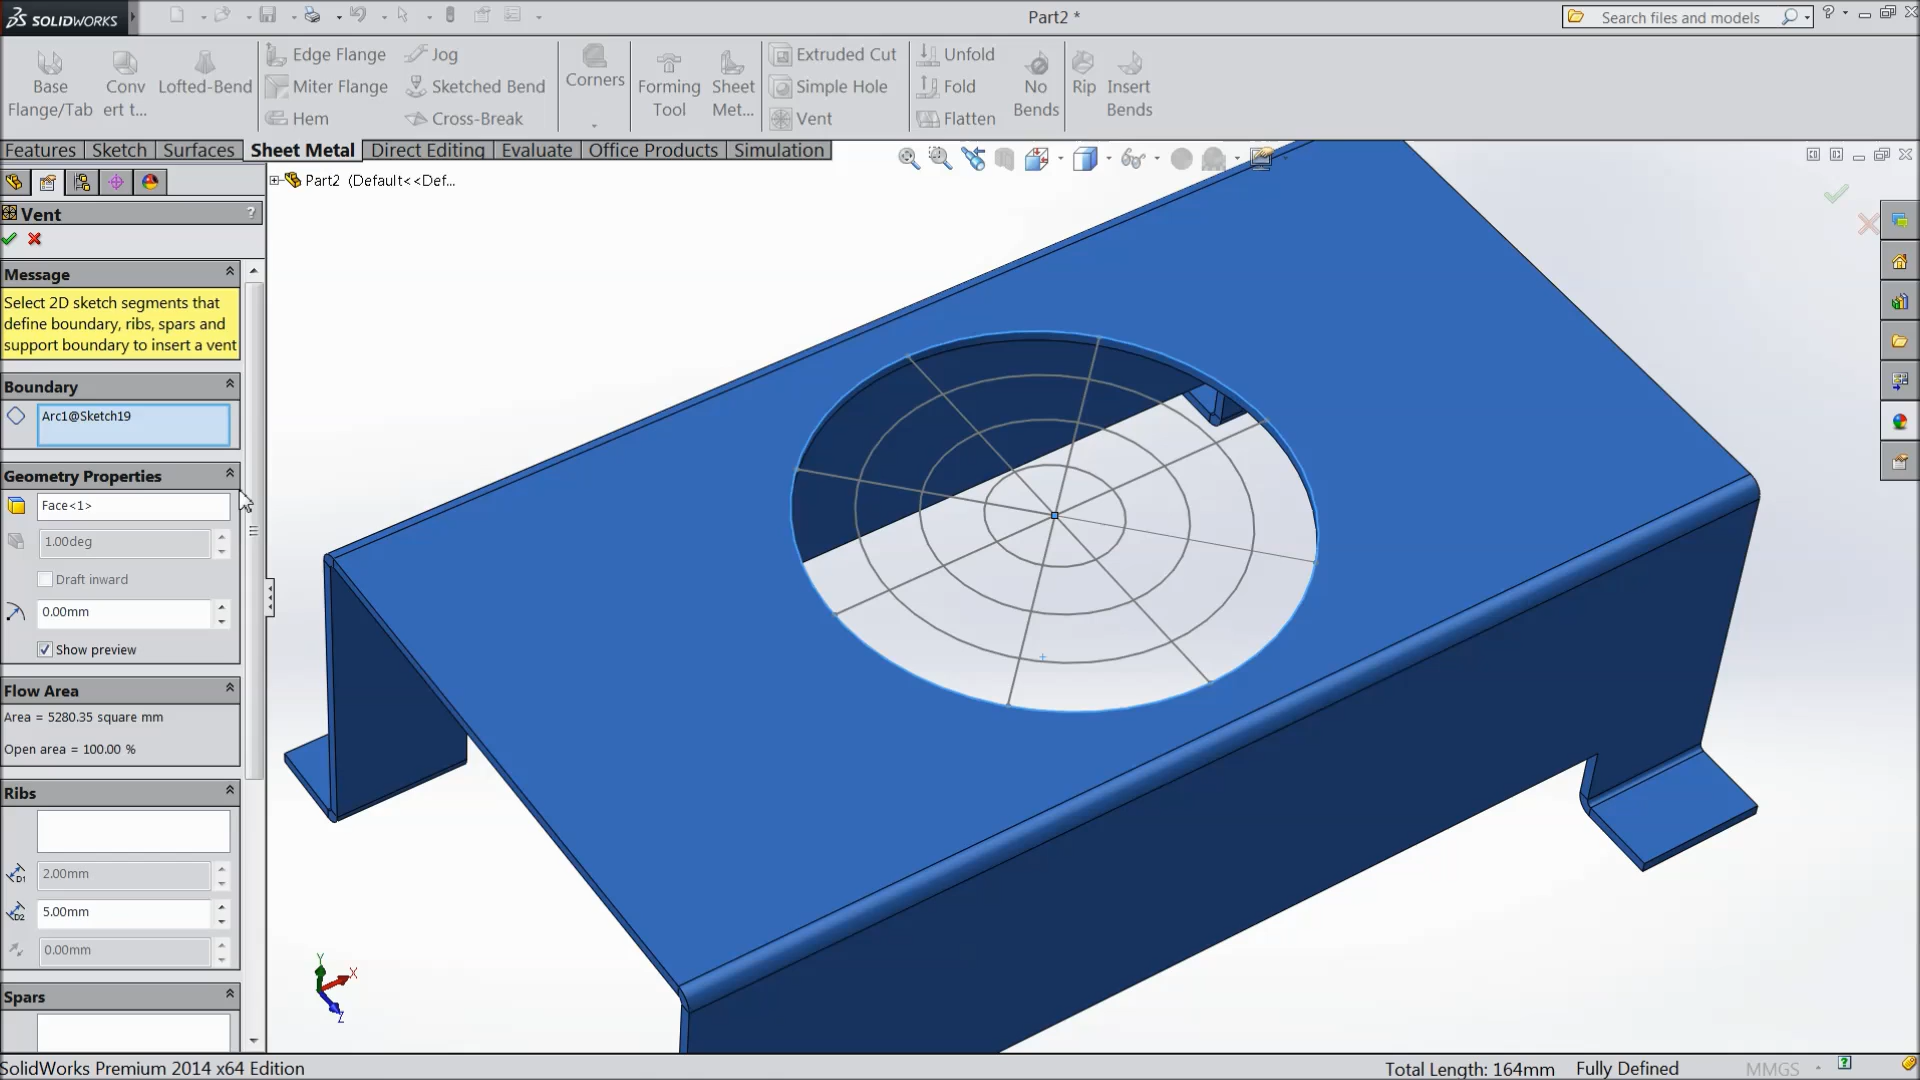 SOLIDWORKS
Part2 *
Search files and models
?
Base Flange/Tab
Conv ert t...
Lofted-Bend
Edge Flange
Miter Flange
Hem
Jog
Sketched Bend
Cross-Break
Corners
Forming Tool
Sheet Met...
Extruded Cut
Simple Hole
Vent
Unfold
Fold
Flatten
No Bends
Rip
Insert Bends
Features
Sketch
Surfaces
Sheet Metal
Direct Editing
Evaluate
Office Products
Simulation
Part2 (Default<<Def...
Vent
?
Message
Select 2D sketch segments that
define boundary, ribs, spars and
support boundary to insert a vent
Boundary
Arc1@Sketch19
Geometry Properties
Face<1>
1.00deg
Draft inward
0.00mm
Show preview
Flow Area
Area = 5280.35 square mm
Open area = 100.00 %
Ribs
D1
2.00mm
D2
5.00mm
0.00mm
Spars
Y
X
Z
SolidWorks Premium 2014 x64 Edition
Total Length: 164mm
Fully Defined
MMGS
?